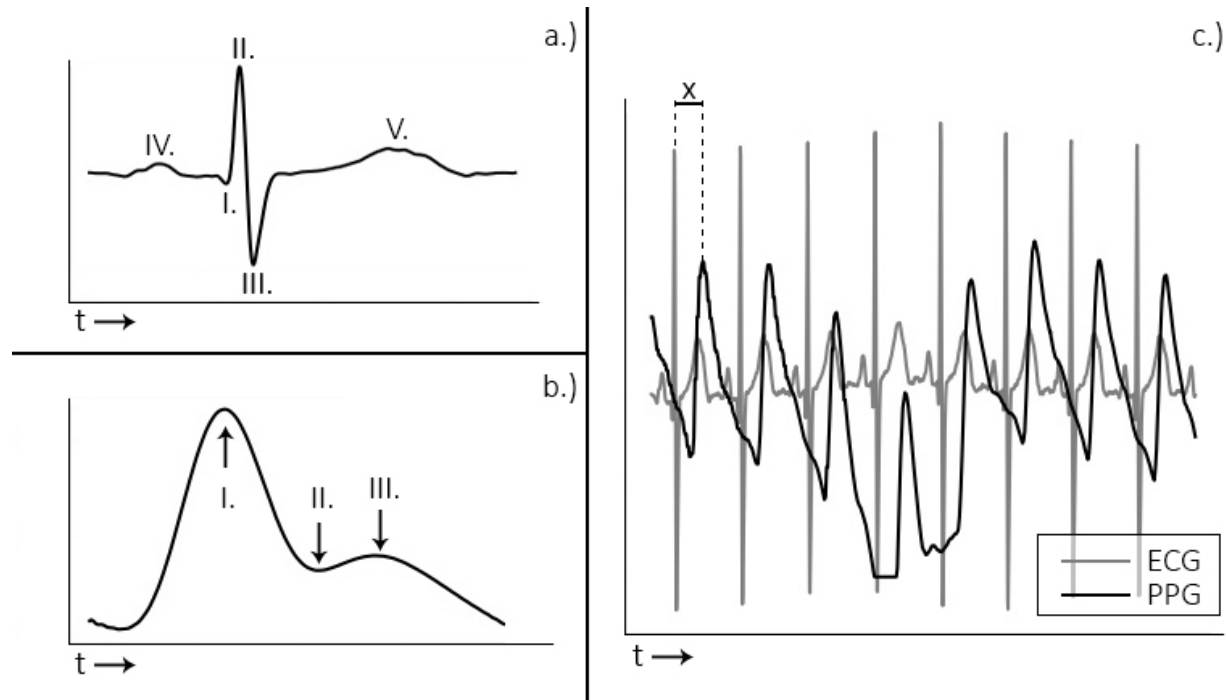 a.)
II.
IV.
V.
I.
III.
t
b.)
I.
II.
III.
t
c.)
x
ECG
PPG
t